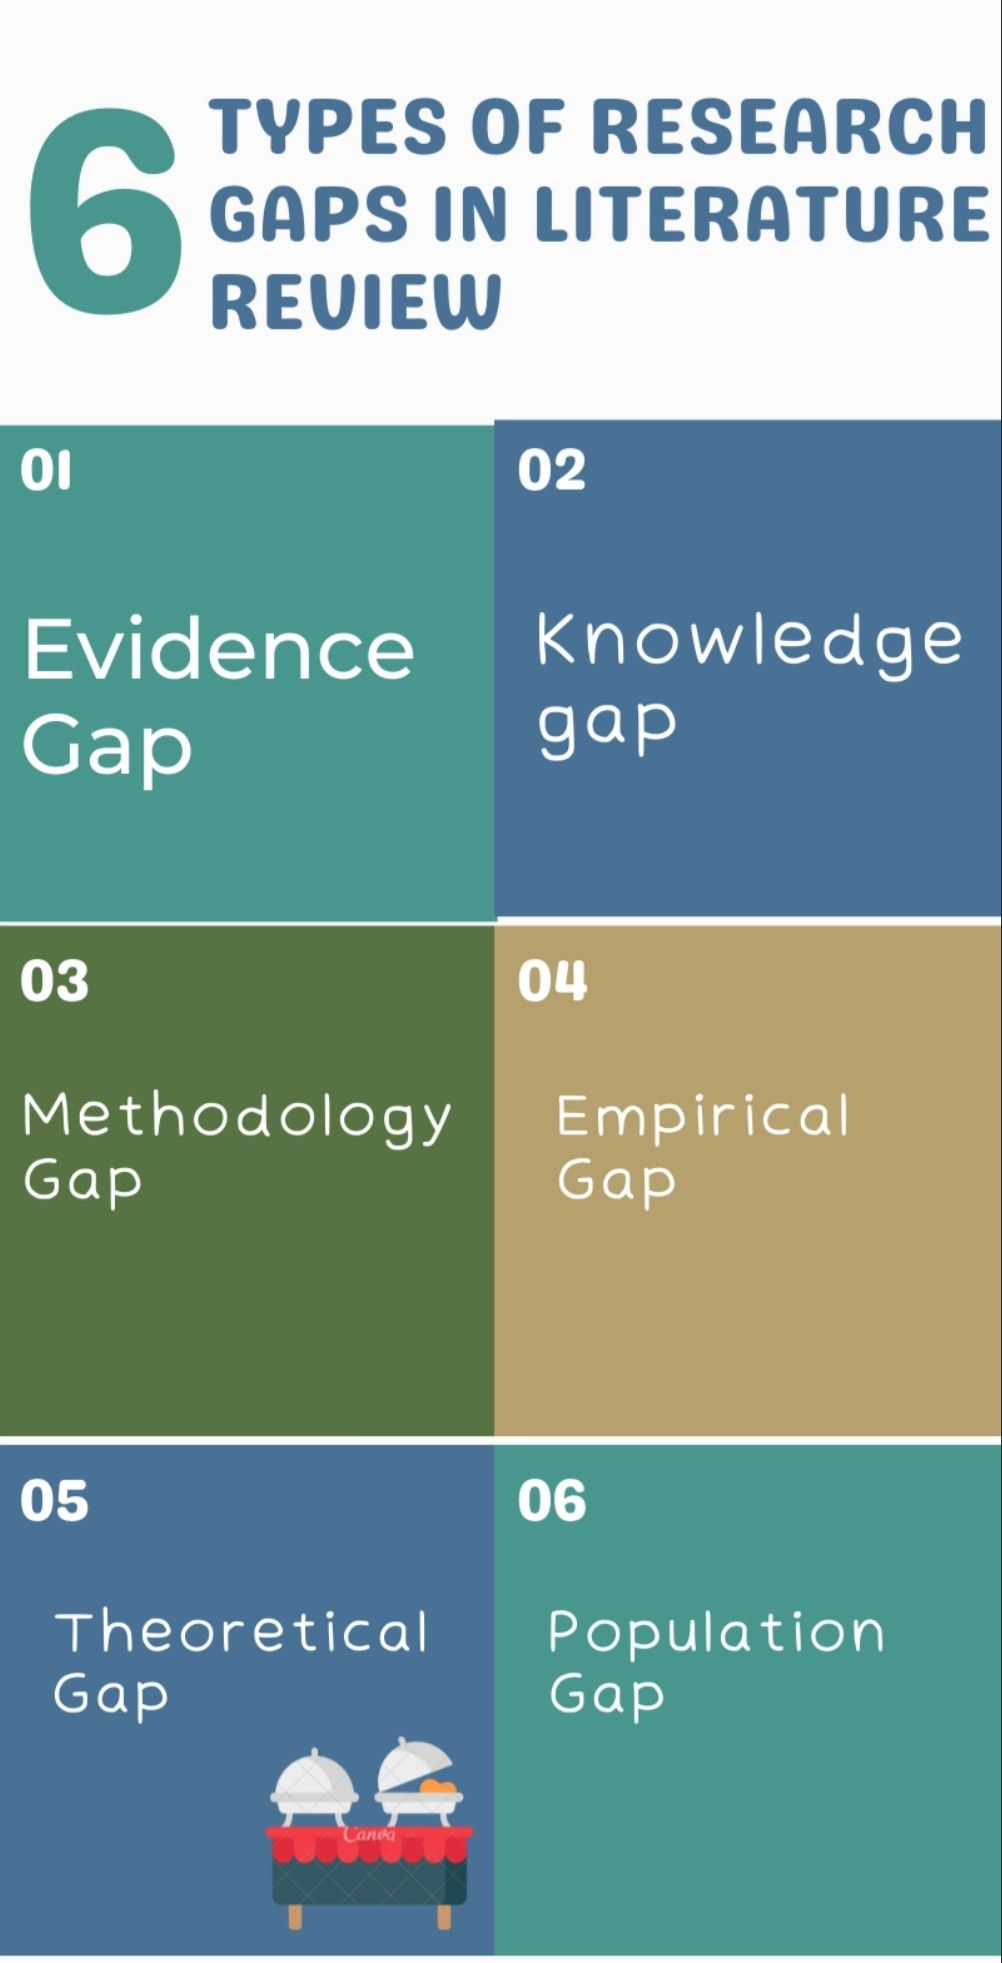 6
TYPES OF RESEARCH
GAPS IN LITERATURE
REVIEW
01
Evidence
Gap
02
Knowledge
gap
03
Methodology
Gap
04
Empirical
Gap
05
Theoretical
Gap
Canva
06
Population
Gap